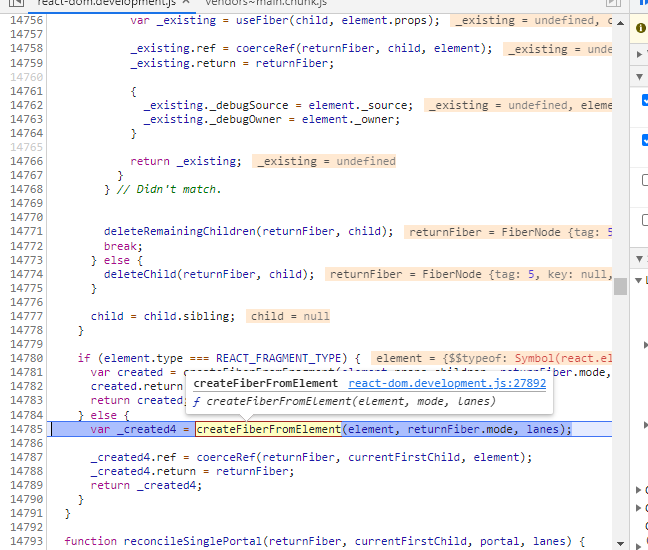 react-dom.development.js × vendors~main.chunk.js
14756 var _existing = useFiber(child, element.props); _existing = undefined, c
14757
14758 _existing.ref = coerceRef(returnFiber, child, element); _existing = und
14759 _existing.return = returnFiber;
14760
14761 {
14762 _existing._debugSource = element._source; _existing = undefined, eleme
14763 _existing._debugOwner = element._owner;
14764 }
14765
14766 return _existing; _existing = undefined
14767 }
14768 } // Didn't match.
14769
14770
14771 deleteRemainingChildren(returnFiber, child); returnFiber = FiberNode {tag: 5
14772 break;
14773 } else {
14774 deleteChild(returnFiber, child); returnFiber = FiberNode {tag: 5, key: null,
14775 }
14776
14777 child = child.sibling; child = null
14778 }
14779
14780 if (element.type === REACT_FRAGMENT_TYPE) { element = {$$typeof: Symbol(react.el
14781 var created = createFiberFromFragment(element.props.children, returnFiber.mode,
14782 created.return
createFiberFromElement react-dom.development.js:27892
14783 return create
ƒ createFiberFromElement(element, mode, lanes)
14784 } else {
14785 var _created4 = createFiberFromElement(element, returnFiber.mode, lanes);
14786
14787 _created4.ref = coerceRef(returnFiber, currentFirstChild, element);
14788 _created4.return = returnFiber;
14789 return _created4;
14790 }
14791 }
14792
14793 function reconcileSinglePortal(returnFiber, currentFirstChild, portal, lanes) {